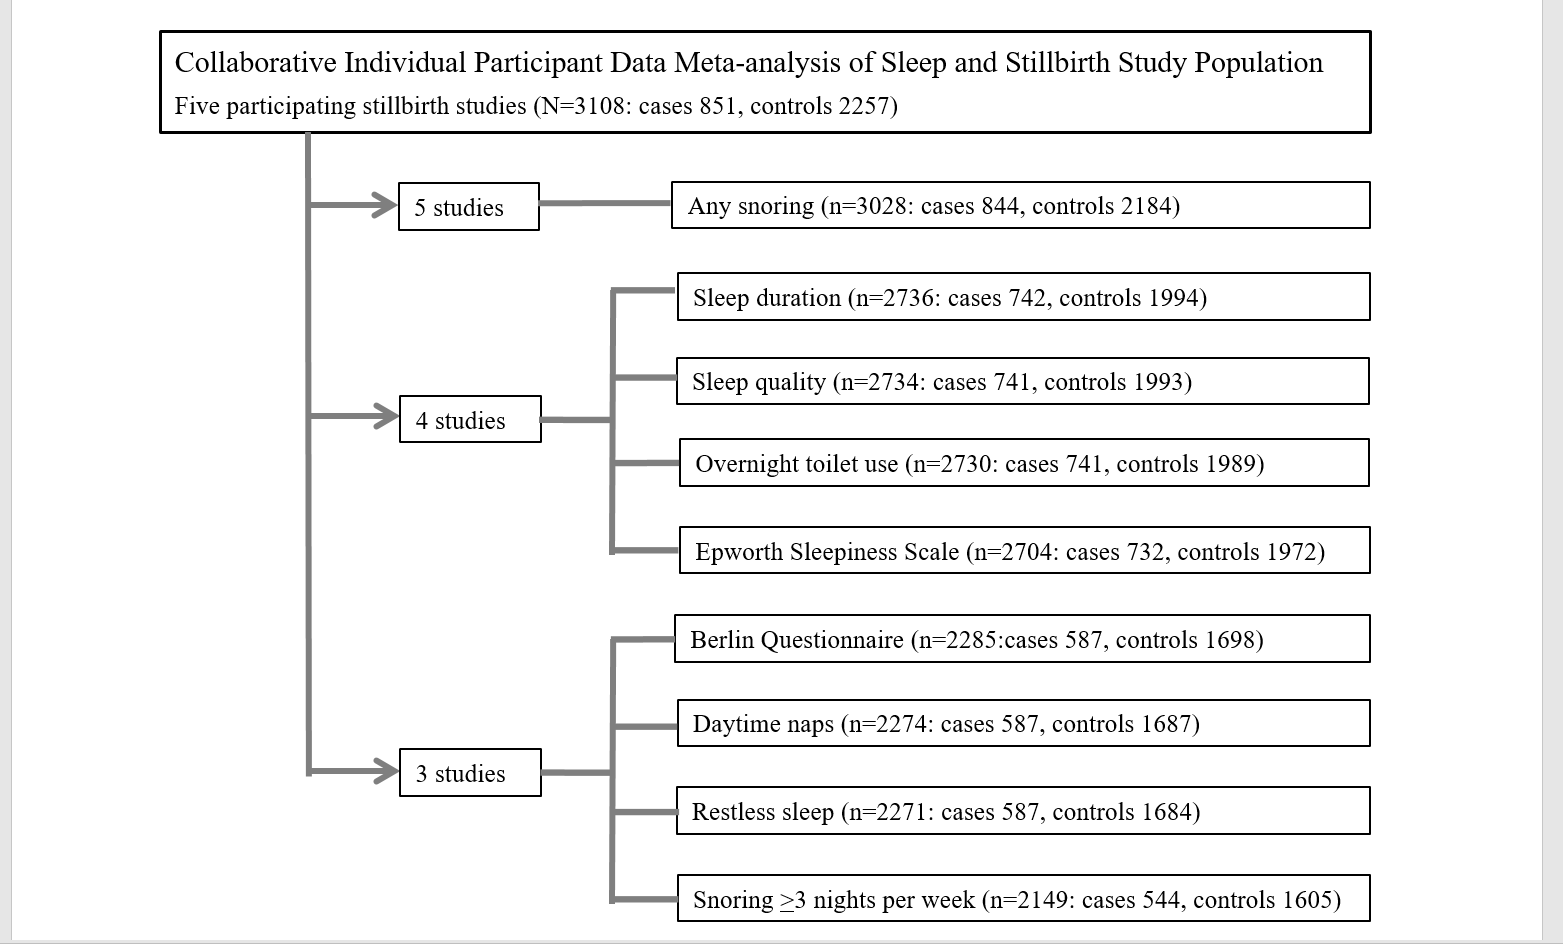 Collaborative Individual Participant Data Meta-analysis of Sleep and Stillbirth Study Population
Five participating stillbirth studies (N=3108: cases 851, controls 2257)
5 studies
Any snoring (n=3028: cases 844, controls 2184)
4 studies
Sleep duration (n=2736: cases 742, controls 1994)
Sleep quality (n=2734: cases 741, controls 1993)
Overnight toilet use (n=2730: cases 741, controls 1989)
Epworth Sleepiness Scale (n=2704: cases 732, controls 1972)
3 studies
Berlin Questionnaire (n=2285:cases 587, controls 1698)
Daytime naps (n=2274: cases 587, controls 1687)
Restless sleep (n=2271: cases 587, controls 1684)
Snoring ≥3 nights per week (n=2149: cases 544, controls 1605)